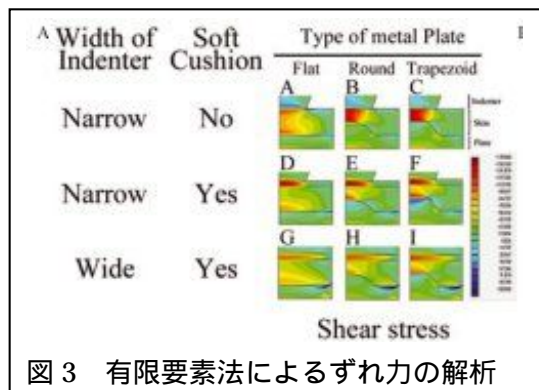 A Width of Indenter
Soft Cushion
Type of metal Plate
Flat Round Trapezoid
A B C
Narrow No
Indenter
Skin
Plate
D E F
Narrow Yes
G H I
Wide Yes
Shear stress
図 3 有限要素法によるずれ力の解析